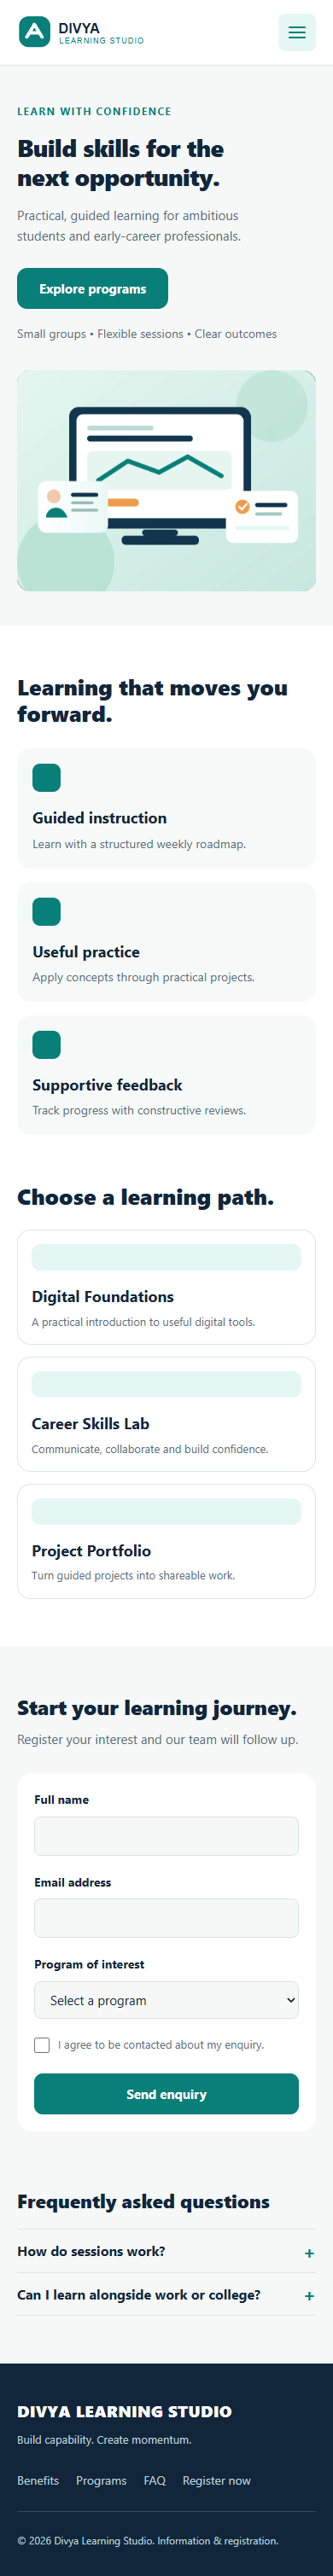 DIVYA
LEARNING STUDIO
LEARN WITH CONFIDENCE
Build skills for the
next opportunity.
Practical, guided learning for ambitious
students and early-career professionals.
Explore programs
Small groups • Flexible sessions • Clear outcomes
Learning that moves you
forward.
Guided instruction
Learn with a structured weekly roadmap.
Useful practice
Apply concepts through practical projects.
Supportive feedback
Track progress with constructive reviews.
Choose a learning path.
Digital Foundations
A practical introduction to useful digital tools.
Career Skills Lab
Communicate, collaborate and build confidence.
Project Portfolio
Turn guided projects into shareable work.
Start your learning journey.
Register your interest and our team will follow up.
Full name
Email address
Program of interest
Select a program
I agree to be contacted about my enquiry.
Send enquiry
Frequently asked questions
How do sessions work? +
Can I learn alongside work or college? +
DIVYA LEARNING STUDIO
Build capability. Create momentum.
Benefits Programs FAQ Register now
© 2026 Divya Learning Studio. Information & registration.